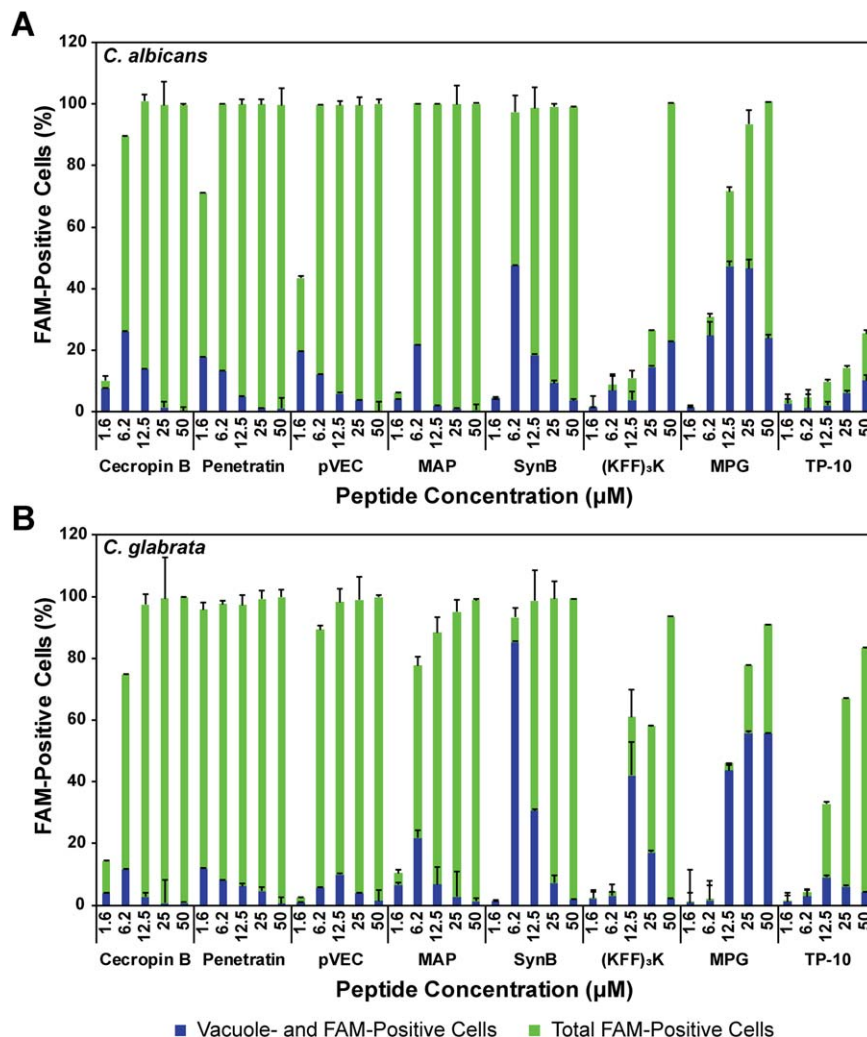 A
120
C. albicans
100
80
60
40
20
0
FAM-Positive Cells (%)
1.6 6.2 12.5 25 50 1.6 6.2 12.5 25 50 1.6 6.2 12.5 25 50 1.6 6.2 12.5 25 50 1.6 6.2 12.5 25 50 1.6 6.2 12.5 25 50 1.6 6.2 12.5 25 50 1.6 6.2 12.5 25 50
Cecropin B Penetratin pVEC MAP SynB (KFF)₃K MPG TP-10
Peptide Concentration (µM)
B
120
C. glabrata
100
80
60
40
20
0
FAM-Positive Cells (%)
1.6 6.2 12.5 25 50 1.6 6.2 12.5 25 50 1.6 6.2 12.5 25 50 1.6 6.2 12.5 25 50 1.6 6.2 12.5 25 50 1.6 6.2 12.5 25 50 1.6 6.2 12.5 25 50 1.6 6.2 12.5 25 50
Cecropin B Penetratin pVEC MAP SynB (KFF)₃K MPG TP-10
Peptide Concentration (µM)
Vacuole- and FAM-Positive Cells Total FAM-Positive Cells